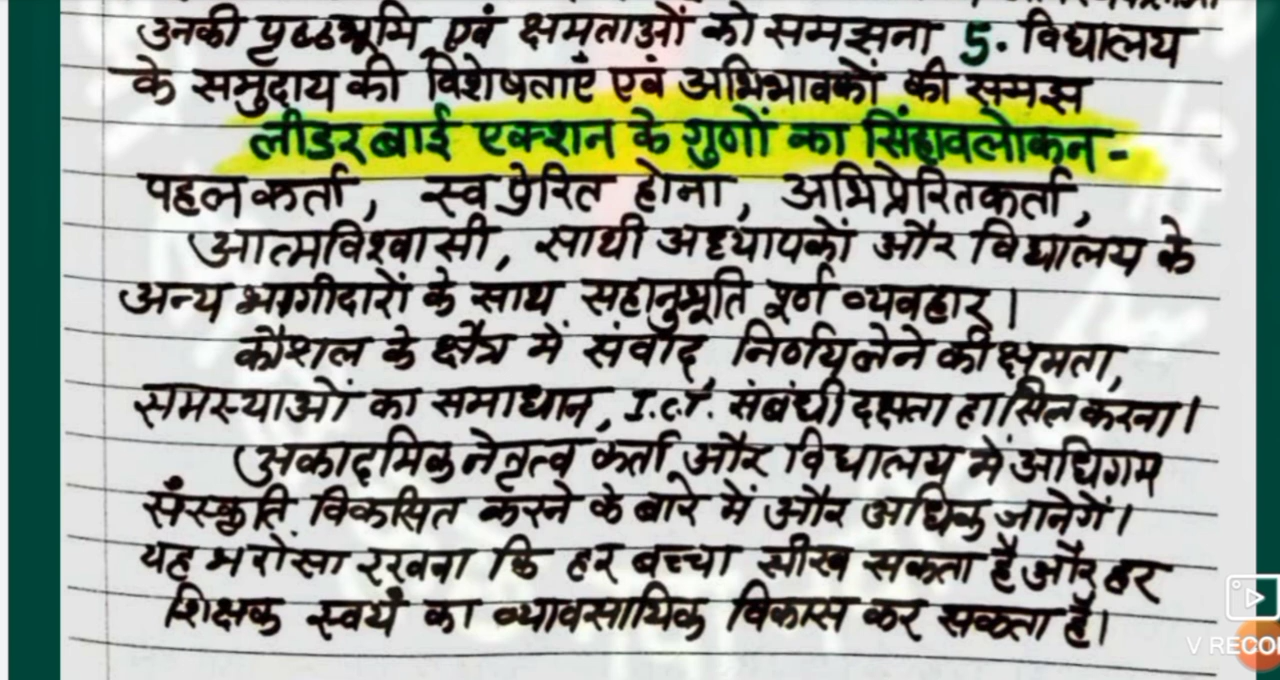 उनकी पृष्ठभूमि एवं क्षमताओं को समझना 5. विद्यालय
के समुदाय की विशेषताएं एवं अभिभावकों की समझ
लीडर बाई एक्शन के गुणों का सिंहावलोकन -
पहलकर्ता, स्व प्रेरित होना, अभिप्रेरितकर्ता,
आत्मविश्वासी, साथी अध्यापकों और विद्यालय के
अन्य भागीदारों के साथ सहानुभूति पूर्ण व्यवहार।
कौशल के क्षेत्र में संवाद निर्णय लेने की क्षमता,
समस्याओं का समाधान, I.C.T. संबंधी दक्षता हासिल करना।
अकादमिक नेतृत्व कर्ता और विद्यालय में अधिगम
संस्कृति विकसित करने के बारे में और अधिक जानेगें।
यह भरोसा रखना कि हर बच्चा सीख सकता है और हर
शिक्षक स्वयं का व्यावसायिक विकास कर सकता है।
V RECO